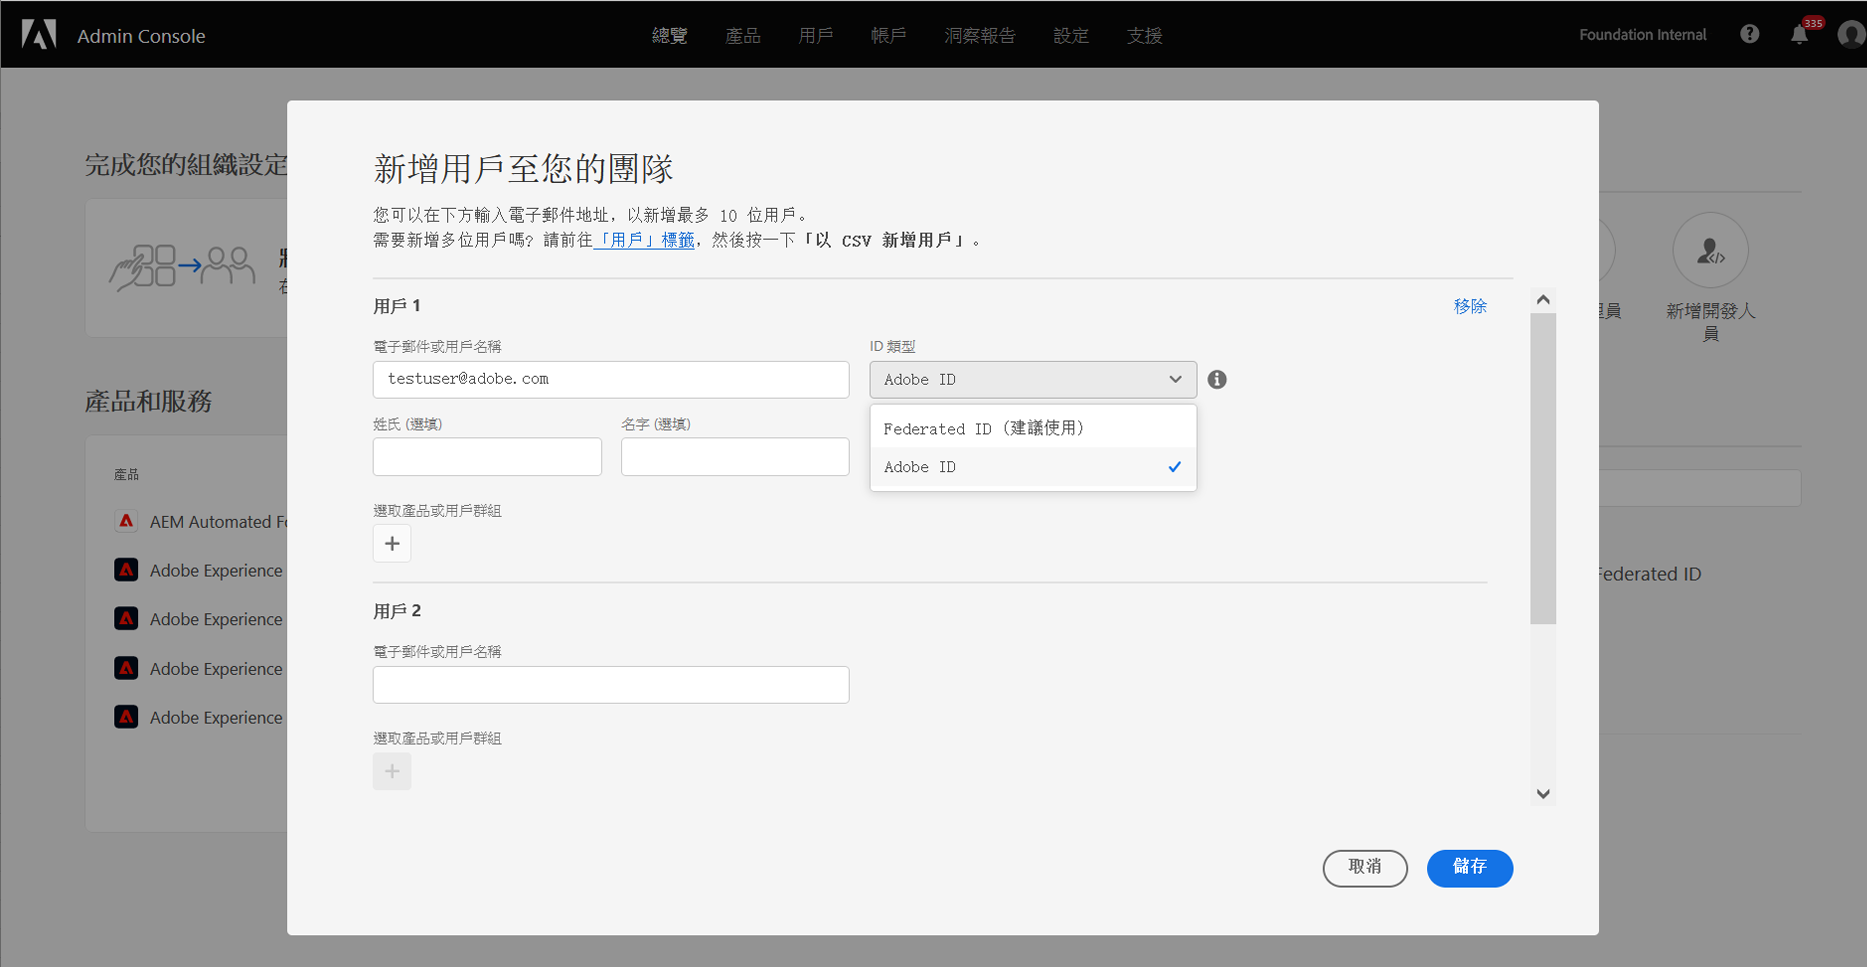 Admin Console
總覽
產品
用戶
帳戶
洞察報告
設定
支援
Foundation Internal
335
完成您的組織設定
新增開發人
員
產品和服務
產品
AEM Automated Fo
Adobe Experience
Adobe Experience
Adobe Experience
Adobe Experience
Federated ID
新增用戶至您的團隊
您可以在下方輸入電子郵件地址，以新增最多 10 位用戶。
需要新增多位用戶嗎？請前往「用戶」標籤，然後按一下「以 CSV 新增用戶」。
用戶 1
移除
電子郵件或用戶名稱
ID 類型
testuser@adobe.com
Adobe ID
姓氏 (選填)
名字 (選填)
Federated ID (建議使用)
Adobe ID
選取產品或用戶群組
用戶 2
電子郵件或用戶名稱
選取產品或用戶群組
取消
儲存